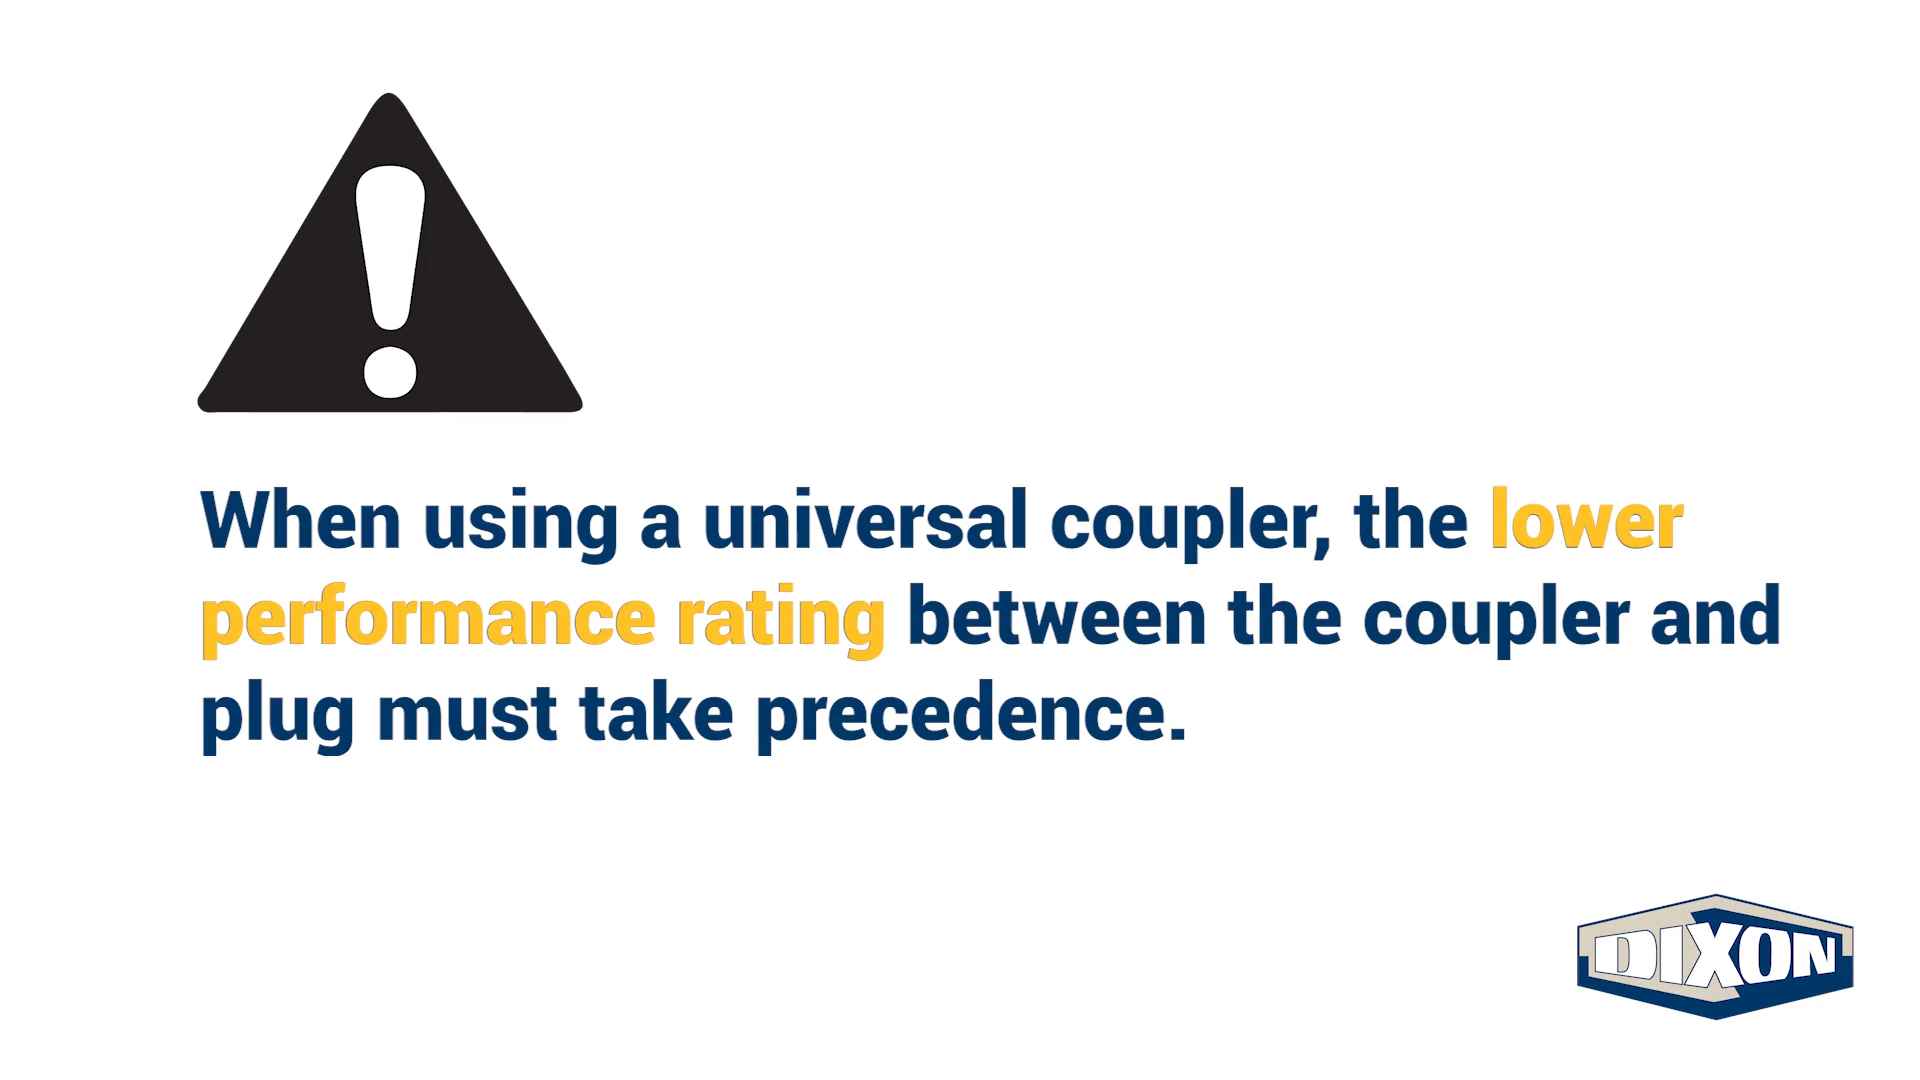 When using a universal coupler, the lower
performance rating between the coupler and
plug must take precedence.
DIXON